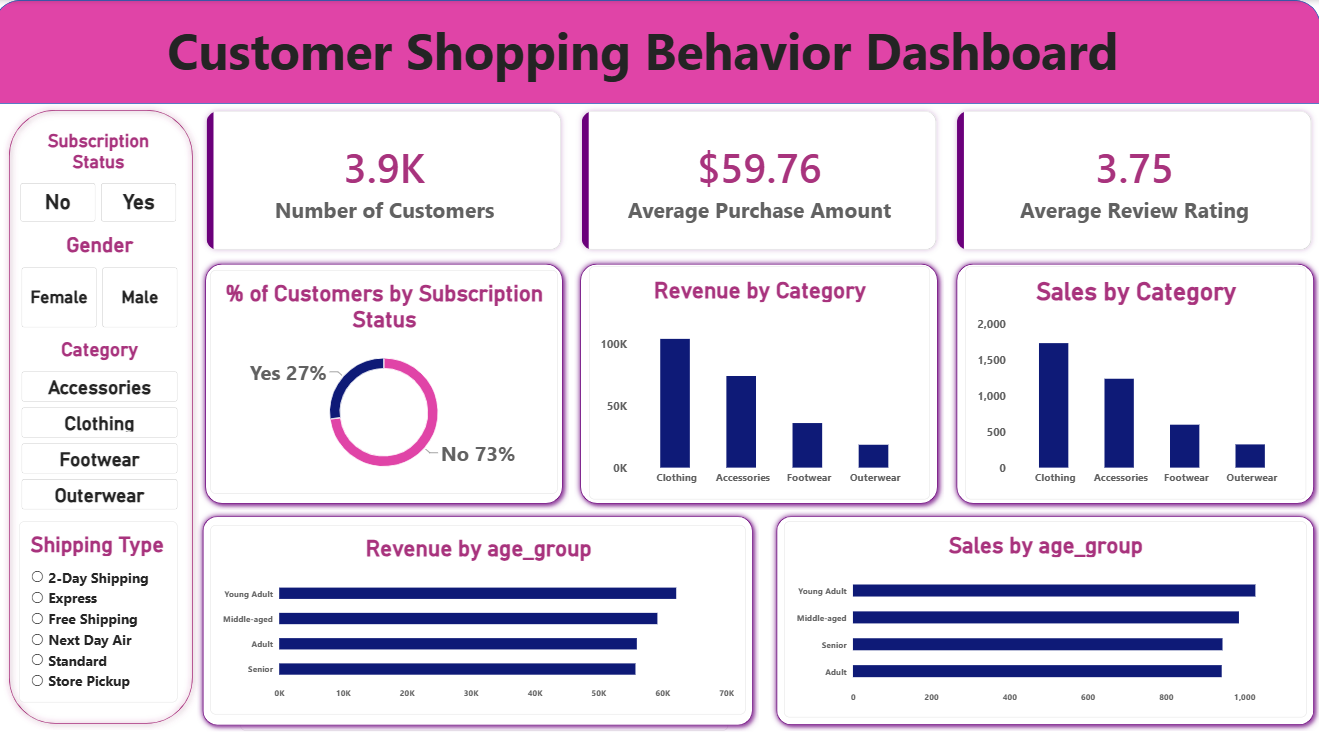 Customer Shopping Behavior Dashboard
Subscription
Status
No Yes
Gender
Female Male
Category
Accessories
Clothing
Footwear
Outerwear
Shipping Type
2-Day Shipping
Express
Free Shipping
Next Day Air
Standard
Store Pickup
3.9K
Number of Customers
$59.76
Average Purchase Amount
3.75
Average Review Rating
% of Customers by Subscription
Status
Yes 27%
No 73%
Revenue by Category
100K
50K
0K
Clothing Accessories Footwear Outerwear
Sales by Category
2,000
1,500
1,000
500
0
Clothing Accessories Footwear Outerwear
Revenue by age_group
Young Adult
Middle-aged
Adult
Senior
0K 10K 20K 30K 40K 50K 60K 70K
Sales by age_group
Young Adult
Middle-aged
Senior
Adult
0 200 400 600 800 1,000